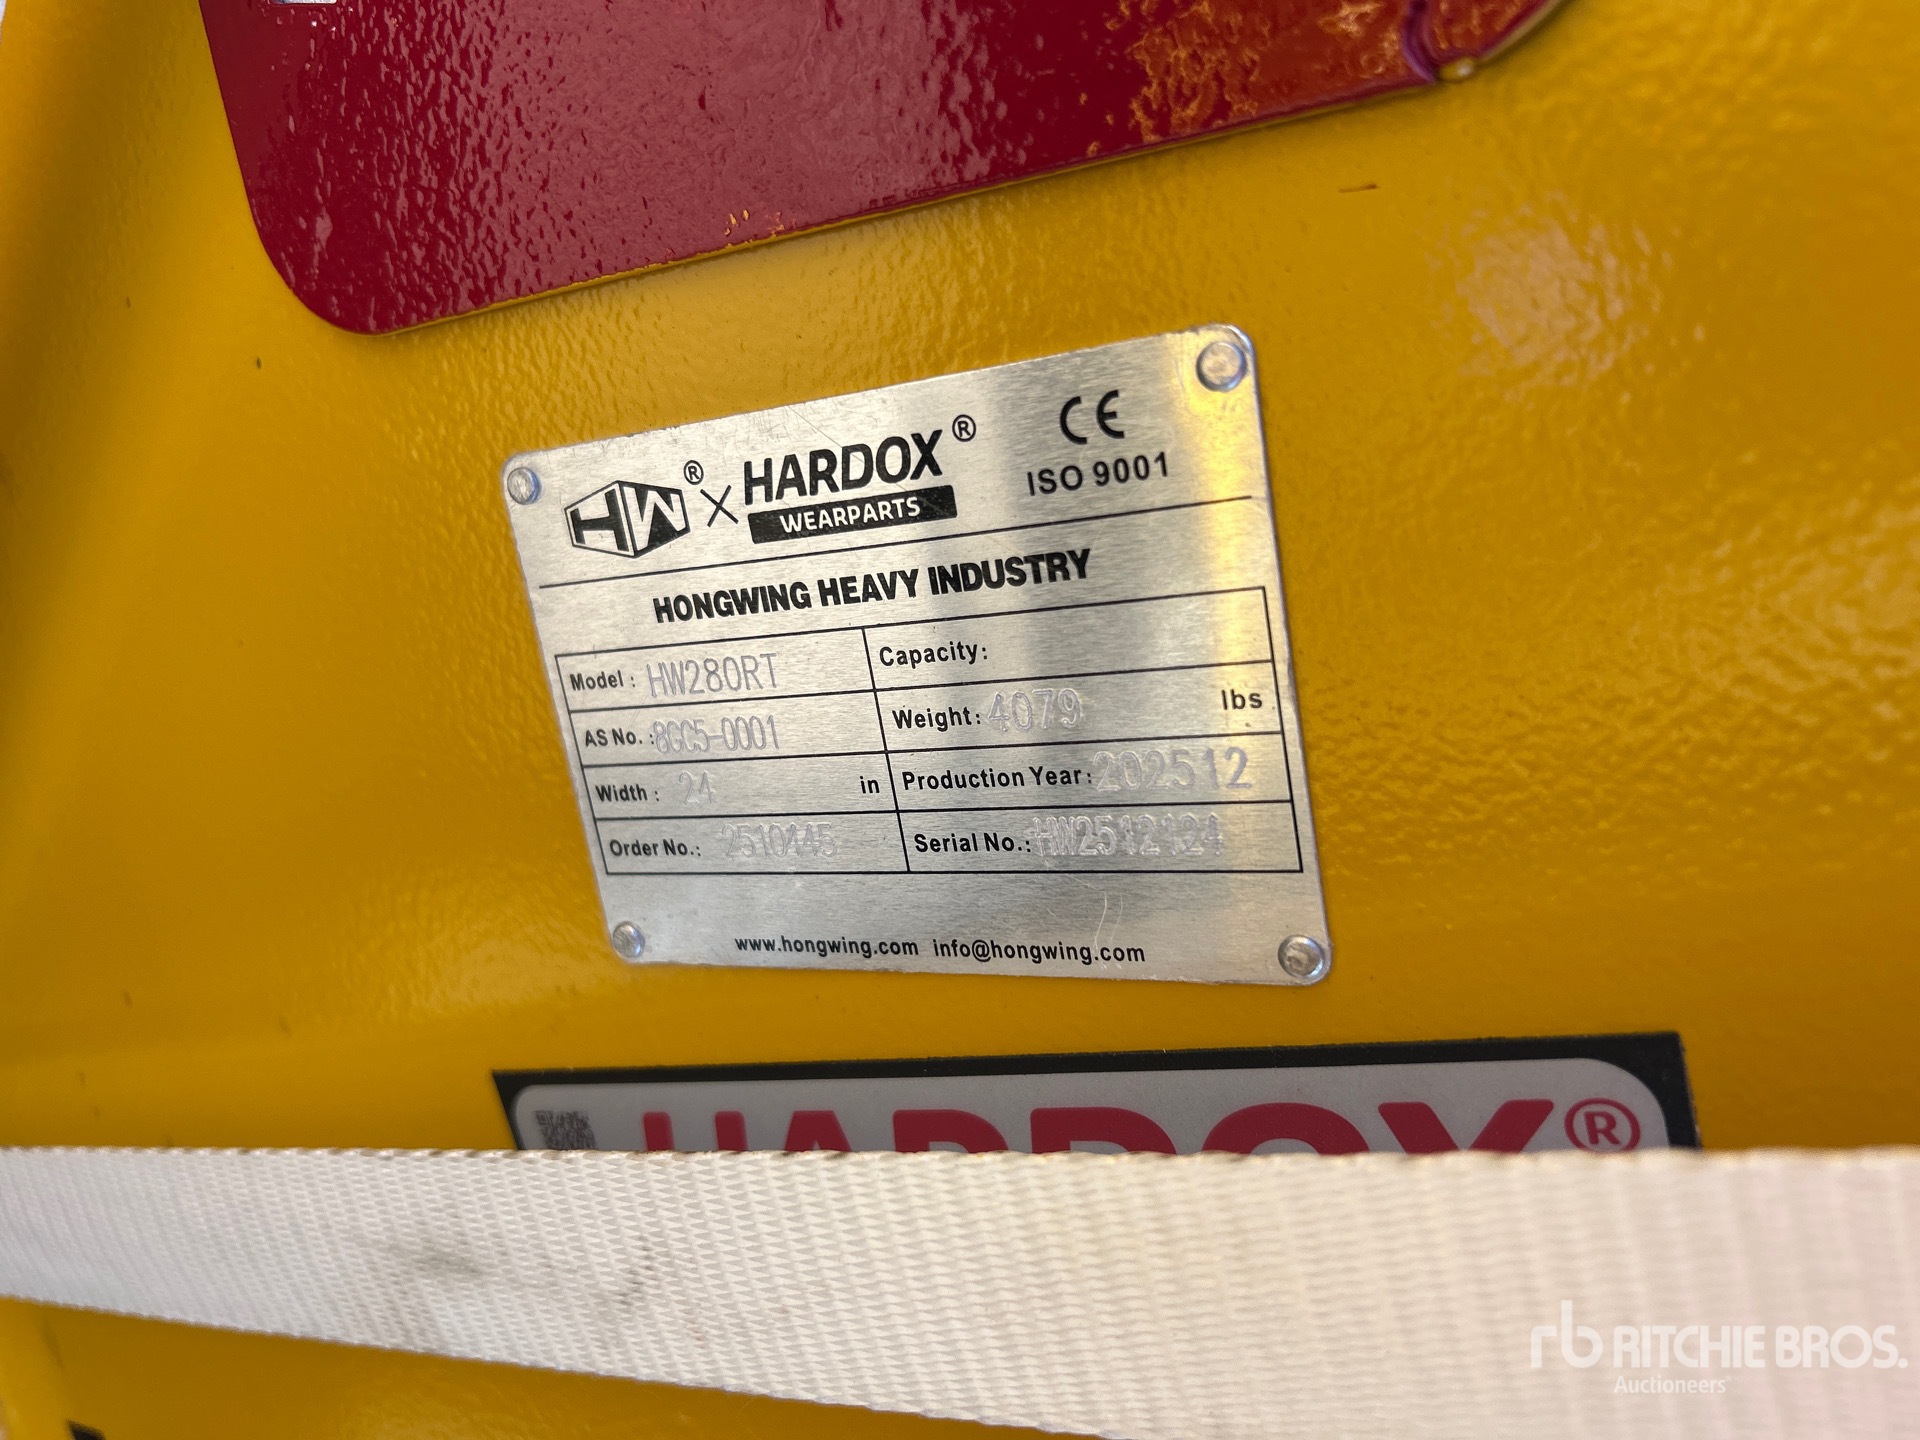 HW® × HARDOX®
WEARPARTS
CE
ISO 9001
HONGWING HEAVY INDUSTRY
Model: HW280RT
Capacity:
AS No.: 8GC5-0001
Weight: 4079 lbs
Width: 24 in
Production Year: 202512
Order No.: 2510445
Serial No.: HW2512124
www.hongwing.com info@hongwing.com
HARDOX®
rb RITCHIE BROS.
Auctioneers